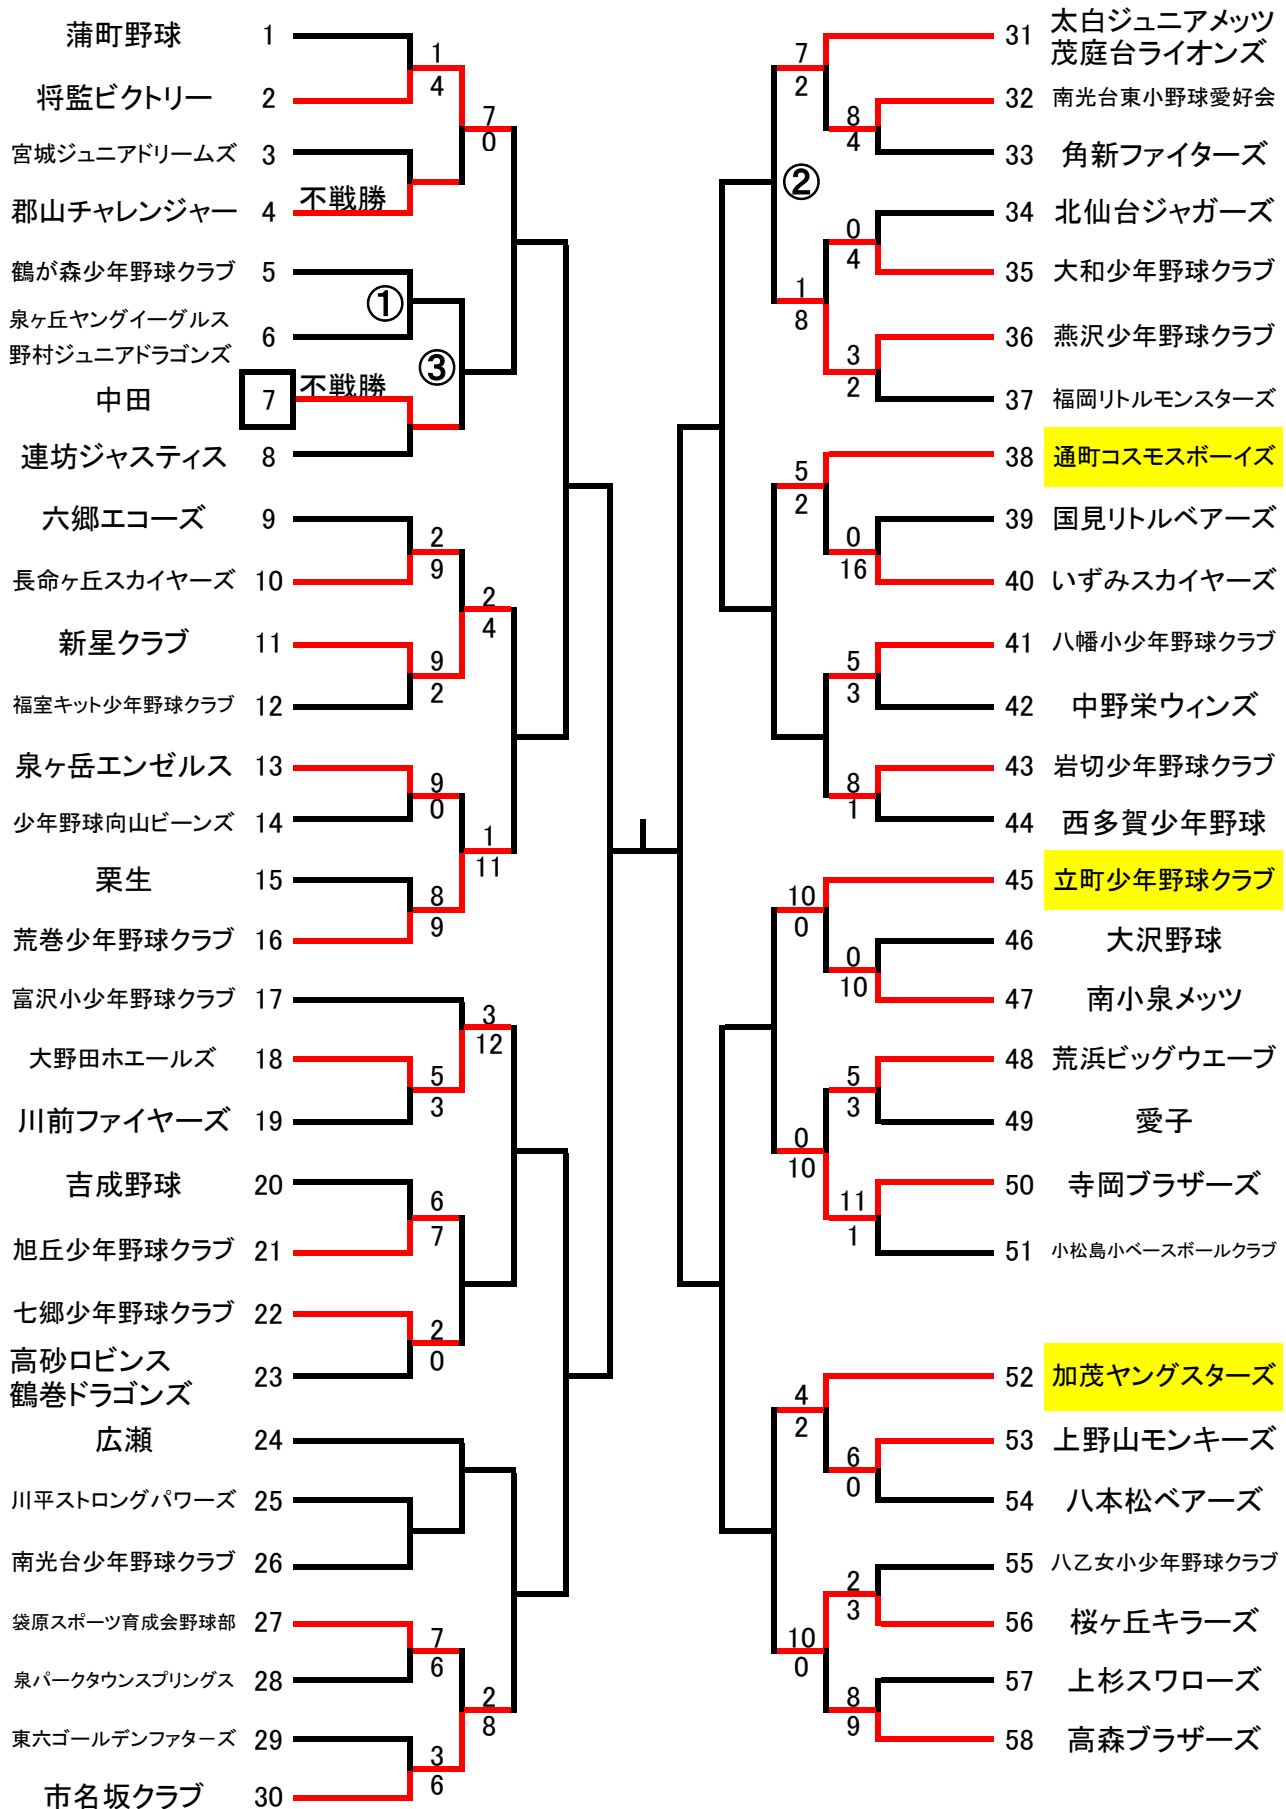 蒲町野球 1
将監ビクトリー 2
1
4
宮城ジュニアドリームズ 3
郡山チャレンジャー 4 不戦勝
7
0
鶴が森少年野球クラブ 5
泉ヶ丘ヤングイーグルス
野村ジュニアドラゴンズ
6
①
中田 7 不戦勝
③
連坊ジャスティス 8
六郷エコーズ 9
長命ヶ丘スカイヤーズ 10
2
9
新星クラブ 11
福室キット少年野球クラブ 12
9
2
2
4
泉ヶ岳エンゼルス 13
少年野球向山ビーンズ 14
9
0
栗生 15
荒巻少年野球クラブ 16
8
9
1
11
富沢小少年野球クラブ 17
大野田ホエールズ 18
川前ファイヤーズ 19
5
3
3
12
吉成野球 20
旭丘少年野球クラブ 21
6
7
七郷少年野球クラブ 22
高砂ロビンス
鶴巻ドラゴンズ
23
2
0
広瀬 24
川平ストロングパワーズ 25
南光台少年野球クラブ 26
袋原スポーツ育成会野球部 27
泉パークタウンスプリングス 28
7
6
東六ゴールデンファターズ 29
市名坂クラブ 30
3
6
2
8
31 太白ジュニアメッツ
茂庭台ライオンズ
7
2
32 南光台東小野球愛好会
33 角新ファイターズ
8
4
②
34 北仙台ジャガーズ
35 大和少年野球クラブ
0
4
1
8
36 燕沢少年野球クラブ
37 福岡リトルモンスターズ
3
2
38 通町コスモスボーイズ
5
2
39 国見リトルベアーズ
40 いずみスカイヤーズ
0
16
41 八幡小少年野球クラブ
42 中野栄ウィンズ
5
3
43 岩切少年野球クラブ
44 西多賀少年野球
8
1
45 立町少年野球クラブ
10
0
46 大沢野球
47 南小泉メッツ
0
10
48 荒浜ビッグウエーブ
49 愛子
5
3
0
10
50 寺岡ブラザーズ
51 小松島小ベースボールクラブ
11
1
52 加茂ヤングスターズ
4
2
53 上野山モンキーズ
54 八本松ベアーズ
6
0
55 八乙女小少年野球クラブ
56 桜ヶ丘キラーズ
2
3
10
0
57 上杉スワローズ
58 高森ブラザーズ
8
9